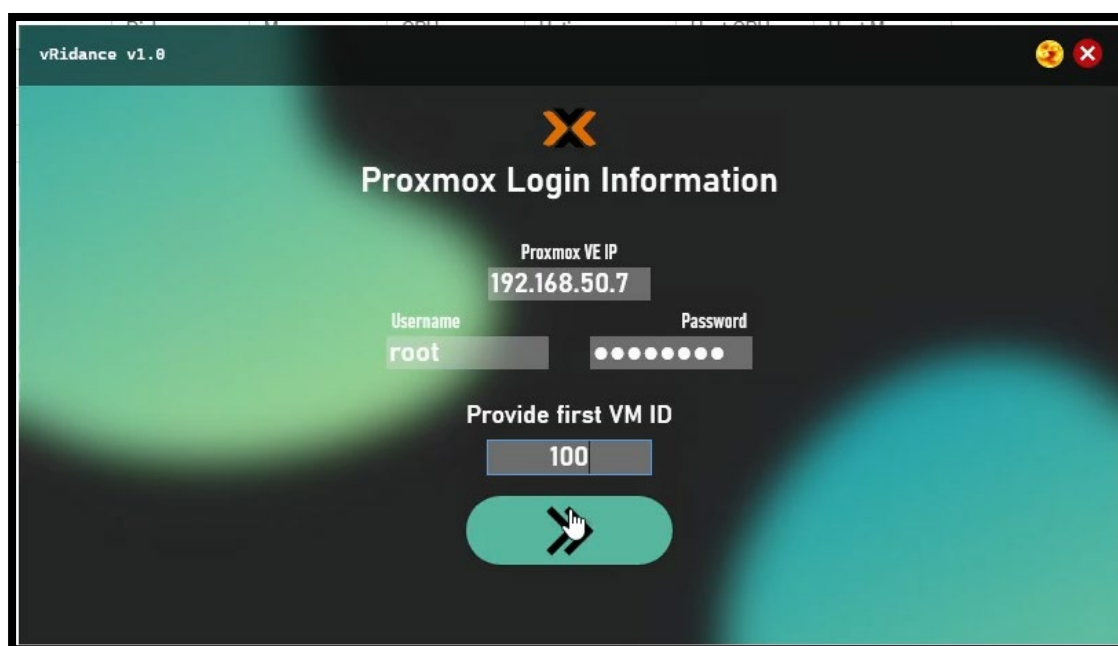 vRidance v1.0
Proxmox Login Information
Proxmox VE IP
192.168.50.7
Username Password
root ●●●●●●●●
Provide first VM ID
100